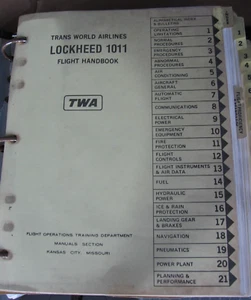 TRANS WORLD AIRLINES
LOCKHEED 1011
FLIGHT HANDBOOK
TWA
FLIGHT OPERATIONS TRAINING DEPARTMENT
MANUALS SECTION
KANSAS CITY, MISSOURI
ALPHABETICAL INDEX
& BULLETINS
OPERATING
LIMITATIONS 1
NORMAL
PROCEDURES 2
EMERGENCY
PROCEDURES 3
ABNORMAL
PROCEDURES 4
AIR
CONDITIONING 5
AIRCRAFT
GENERAL 6
AUTOMATIC
FLIGHT 7
COMMUNICATIONS 8
ELECTRICAL
POWER 9
EMERGENCY
EQUIPMENT 10
FIRE
PROTECTION 11
FLIGHT
CONTROLS 12
FLIGHT INSTRUMENTS
& AIR DATA 13
FUEL 14
HYDRAULIC
POWER 15
ICE & RAIN
PROTECTION 16
LANDING GEAR
& BRAKES 17
NAVIGATION 18
PNEUMATICS 19
POWER PLANT 20
PLANNING &
PERFORMANCE 21